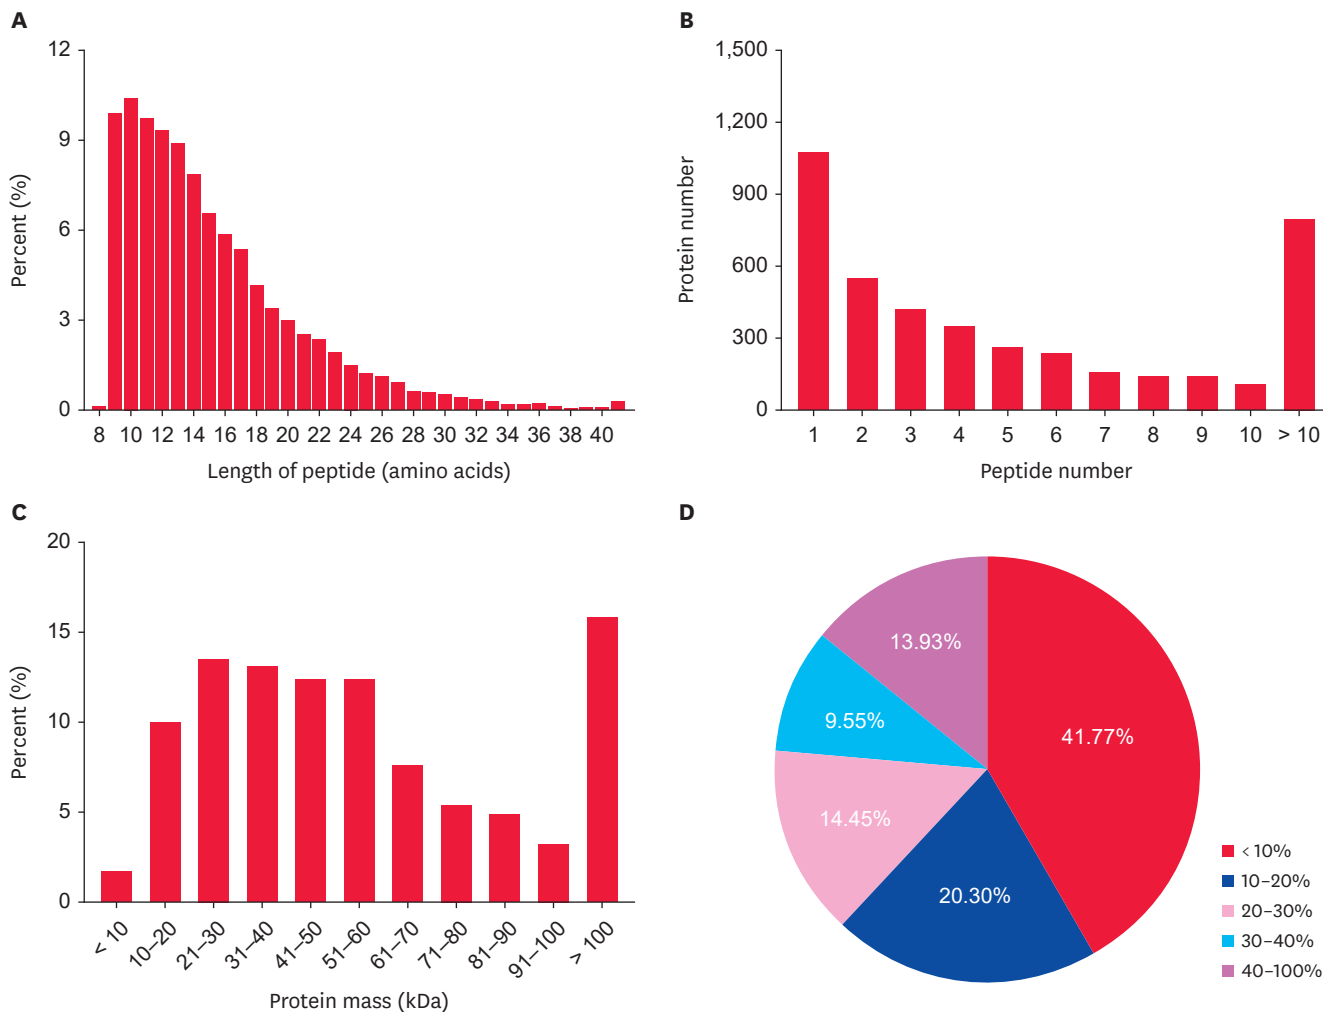 A
Percent (%)
12
9
6
3
0
8 10 12 14 16 18 20 22 24 26 28 30 32 34 36 38 40
Length of peptide (amino acids)
B
Protein number
1,500
1,200
900
600
300
0
1 2 3 4 5 6 7 8 9 10 > 10
Peptide number
C
Percent (%)
20
15
10
5
0
< 10 10–20 21–30 31–40 41–50 51–60 61–70 71–80 81–90 91–100 > 100
Protein mass (kDa)
D
13.93%
41.77%
9.55%
14.45%
20.30%
< 10%
10–20%
20–30%
30–40%
40–100%